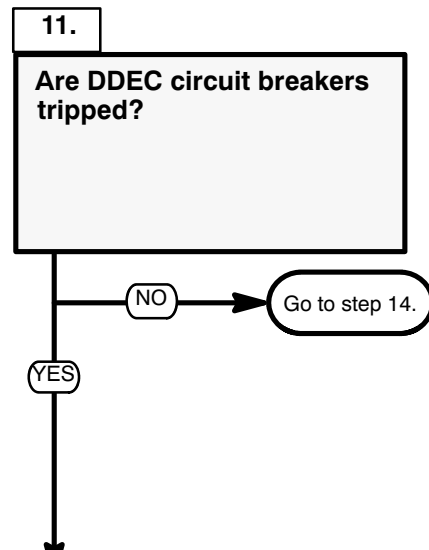 11.
Are DDEC circuit breakers
tripped?
NO
Go to step 14.
YES